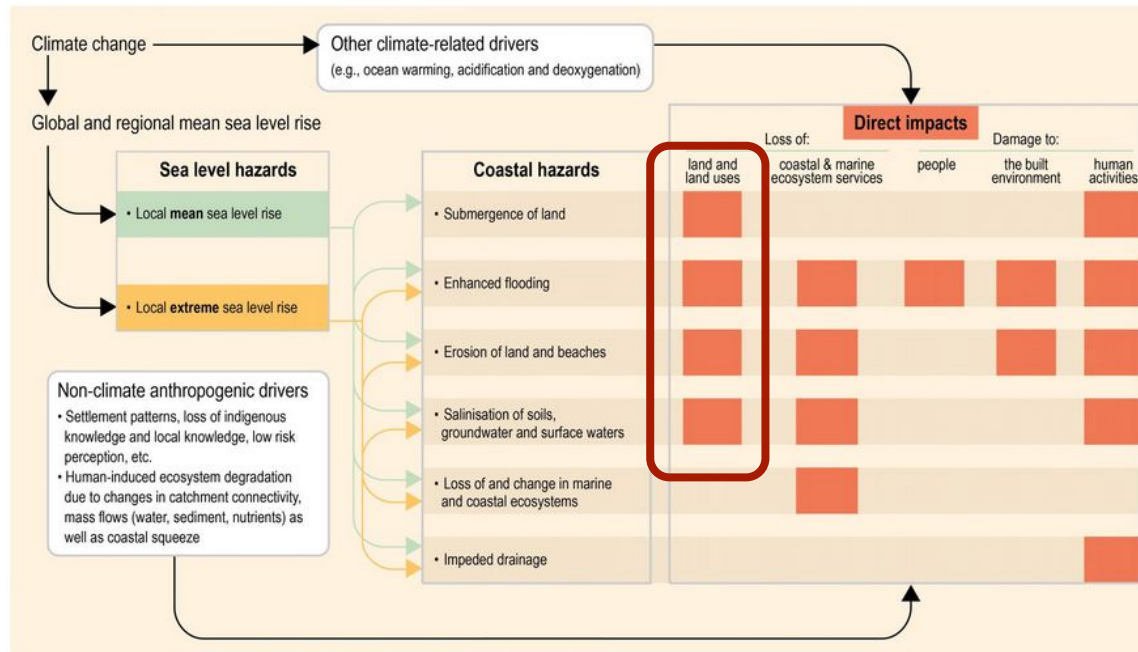 Climate change
Other climate-related drivers
(e.g., ocean warming, acidification and deoxygenation)
Global and regional mean sea level rise
Direct impacts
Loss of:
Damage to:
land and
land uses
coastal & marine
ecosystem services
people
the built
environment
human
activities
Sea level hazards
• Local mean sea level rise
• Local extreme sea level rise
Coastal hazards
• Submergence of land
• Enhanced flooding
• Erosion of land and beaches
• Salinisation of soils,
groundwater and surface waters
• Loss of and change in marine
and coastal ecosystems
• Impeded drainage
Non-climate anthropogenic drivers
• Settlement patterns, loss of indigenous
knowledge and local knowledge, low risk
perception, etc.
• Human-induced ecosystem degradation
due to changes in catchment connectivity,
mass flows (water, sediment, nutrients) as
well as coastal squeeze